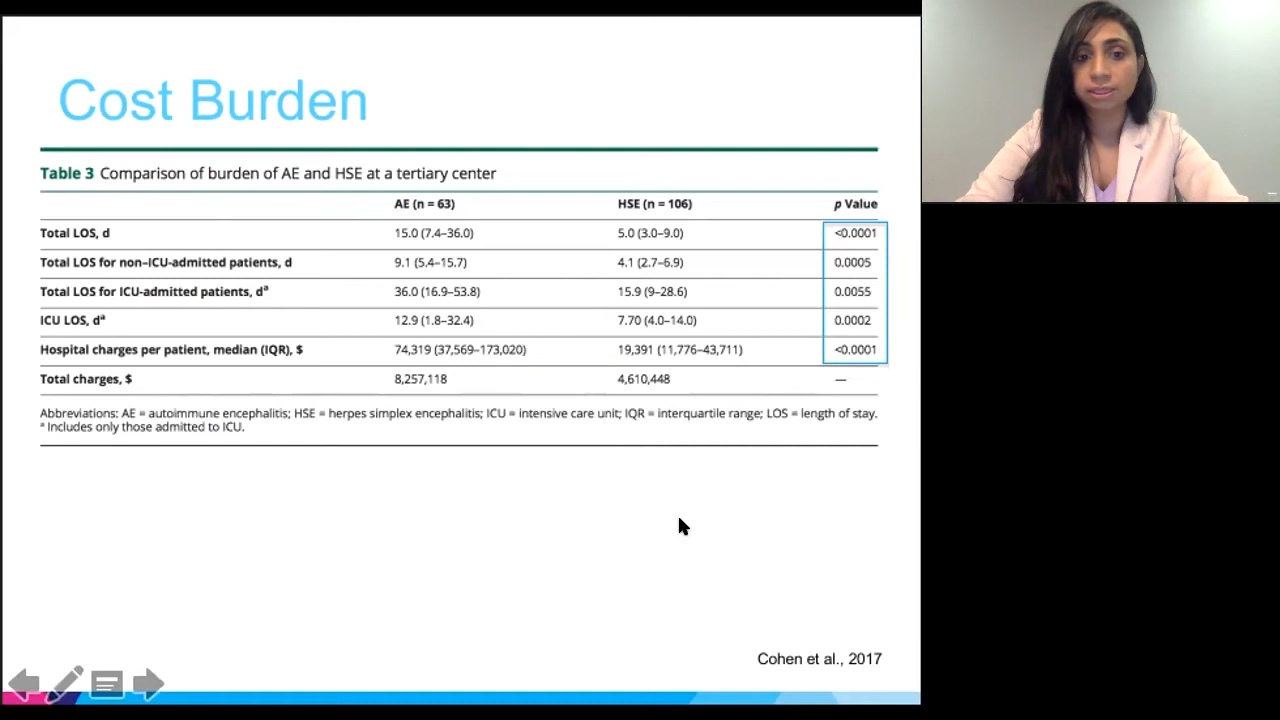 Cost Burden
Table 3 Comparison of burden of AE and HSE at a tertiary center
AE (n = 63) HSE (n = 106) p Value
Total LOS, d 15.0 (7.4–36.0) 5.0 (3.0–9.0) <0.0001
Total LOS for non–ICU-admitted patients, d 9.1 (5.4–15.7) 4.1 (2.7–6.9) 0.0005
Total LOS for ICU-admitted patients, dᵃ 36.0 (16.9–53.8) 15.9 (9–28.6) 0.0055
ICU LOS, dᵃ 12.9 (1.8–32.4) 7.70 (4.0–14.0) 0.0002
Hospital charges per patient, median (IQR), $ 74,319 (37,569–173,020) 19,391 (11,776–43,711) <0.0001
Total charges, $ 8,257,118 4,610,448 —
Abbreviations: AE = autoimmune encephalitis; HSE = herpes simplex encephalitis; ICU = intensive care unit; IQR = interquartile range; LOS = length of stay.
ᵃ Includes only those admitted to ICU.
Cohen et al., 2017